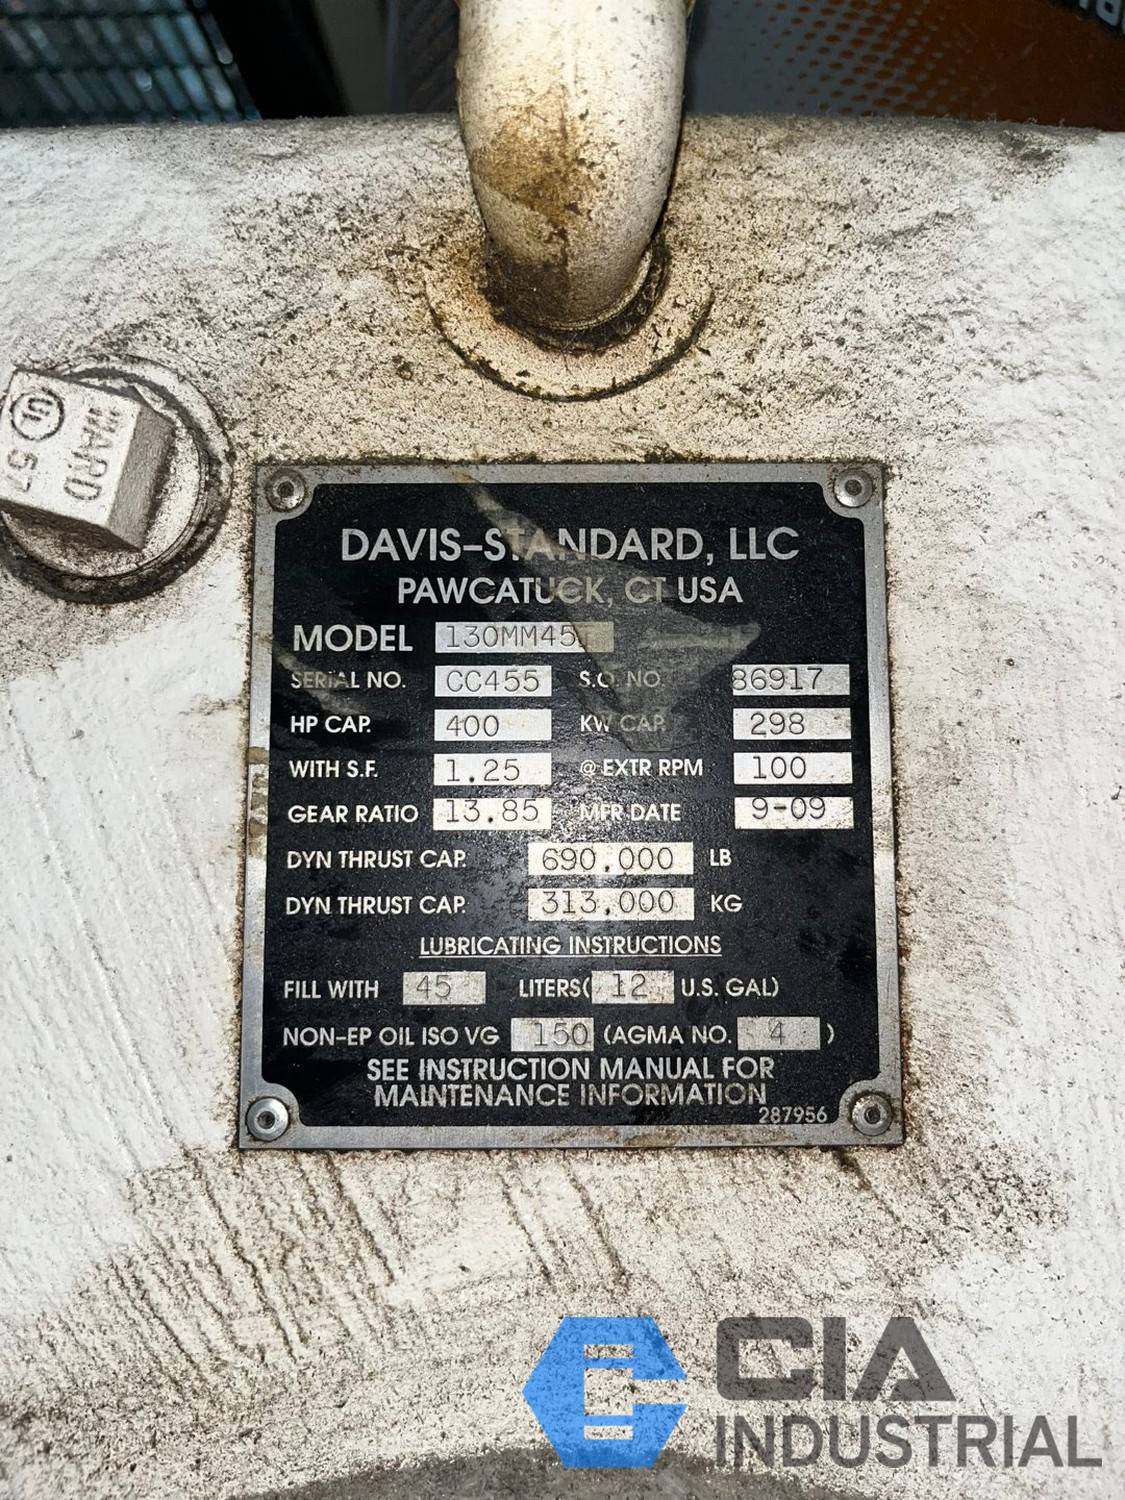 WARD
UL
57
DAVIS-STANDARD, LLC
PAWCATUCK, CT USA
MODEL 130MM45T
SERIAL NO. CC455 S.O. NO. 86917
HP CAP. 400 KW CAP. 298
WITH S.F. 1.25 @ EXTR RPM 100
GEAR RATIO 13.85 MFR DATE 9-09
DYN THRUST CAP. 690,000 LB
DYN THRUST CAP. 313,000 KG
LUBRICATING INSTRUCTIONS
FILL WITH 45 LITERS( 12 U.S. GAL)
NON-EP OIL ISO VG 150 (AGMA NO. 4 )
SEE INSTRUCTION MANUAL FOR
MAINTENANCE INFORMATION
287956
CIA
INDUSTRIAL